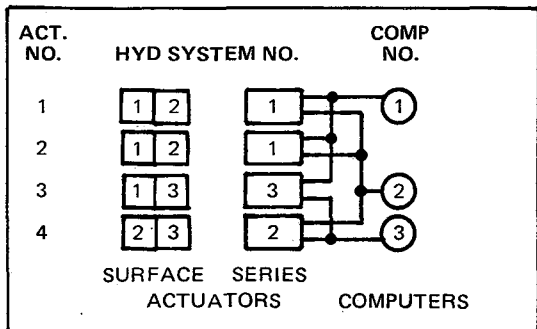 ACT. COMP
NO. HYD SYSTEM NO. NO.
1 1 2 1 1
2 1 2 1
3 1 3 3 2
4 2 3 2 3
SURFACE SERIES
ACTUATORS COMPUTERS